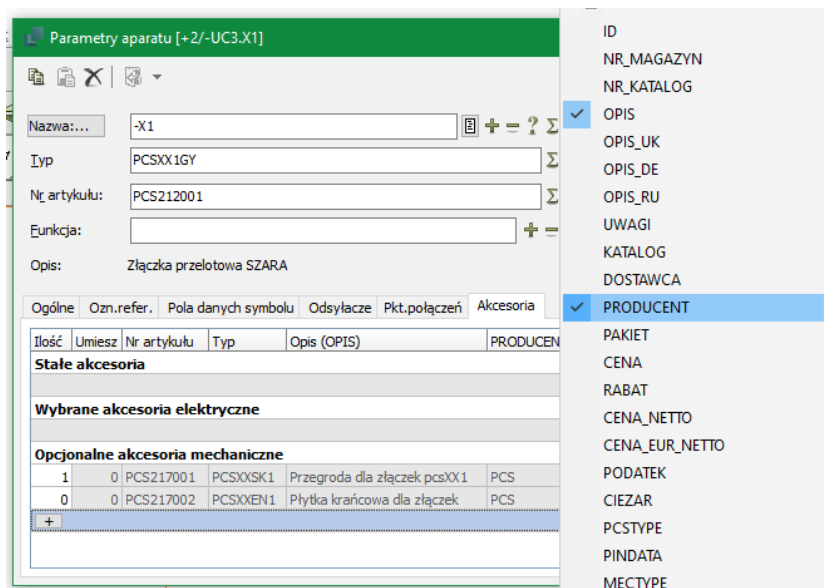 Parametry aparatu [+2/-UC3.X1]
Nazwa:...
-X1
Typ
PCSXX1GY
Nr artykułu:
PCS212001
Funkcja:
Opis:
Złączka przelotowa SZARA
Ogólne Ozn.refer. Pola danych symbolu Odsyłacze Pkt.połączeń Akcesoria
Ilość Umiesz Nr artykułu Typ Opis (OPIS) PRODUCEN
Stałe akcesoria
Wybrane akcesoria elektryczne
Opcjonalne akcesoria mechaniczne
1 0 PCS217001 PCSXXSK1 Przegroda dla złączek pcsXX1 PCS
0 0 PCS217002 PCSXXEN1 Płytka krańcowa dla złączek PCS
+
ID
NR_MAGAZYN
NR_KATALOG
OPIS
OPIS_UK
OPIS_DE
OPIS_RU
UWAGI
KATALOG
DOSTAWCA
PRODUCENT
PAKIET
CENA
RABAT
CENA_NETTO
CENA_EUR_NETTO
PODATEK
CIEZAR
PCSTYPE
PINDATA
MECTYPE